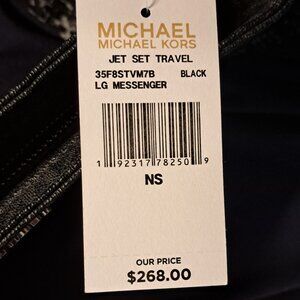 MICHAEL
MICHAEL KORS
JET SET TRAVEL
35F8STVM7B BLACK
LG MESSENGER
1 92317 78250 9
NS
OUR PRICE
$268.00